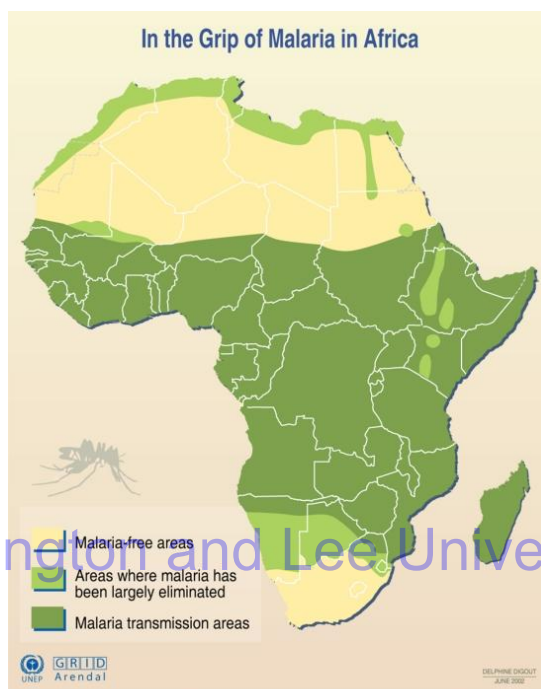 In the Grip of Malaria in Africa
Malaria-free areas
ngton and Lee Unive
Areas where malaria has
been largely eliminated
Malaria transmission areas
UNEP
GRID
Arendal
DELPHINE DIGOUT
JUNE 2002